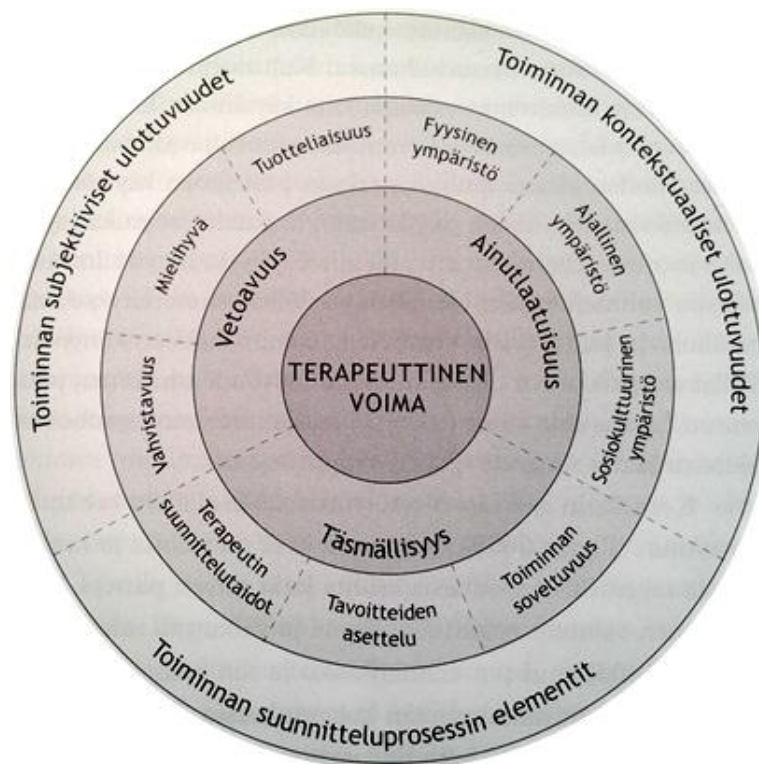 Toiminnan subjektiiviset ulottuvuudet
Toiminnan kontekstuaaliset ulottuvuudet
Tuotteliaisuus
Mielihyvä
Vahvistavuus
Fyysinen
ympäristö
Ajallinen
ympäristö
Sosiokulttuurinen
ympäristö
Vetoavuus
Ainutlaatuisuus
TERAPEUTTINEN
VOIMA
Täsmällisyys
Terapeutin
suunnittelutaidot
Tavoitteiden
asettelu
Toiminnan
soveltuvuus
Toiminnan suunnitteluprosessin elementit